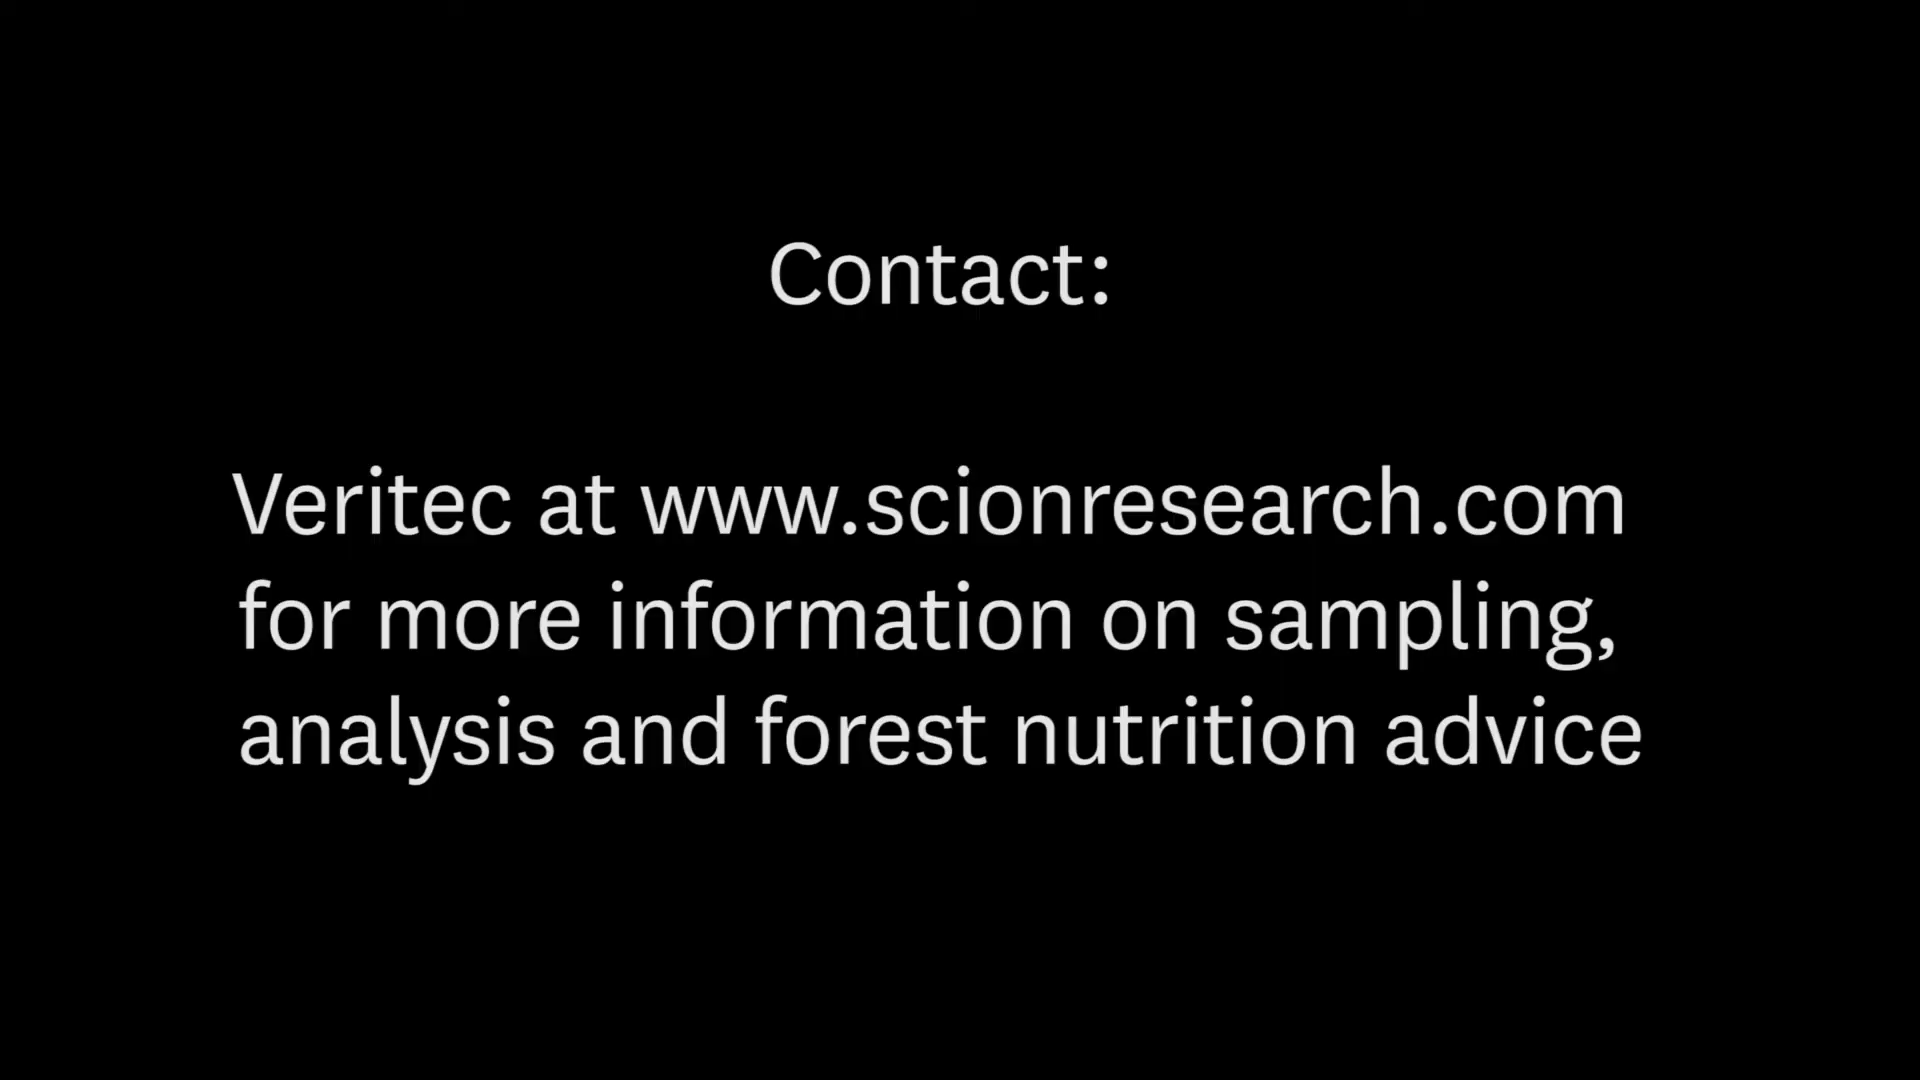 Contact:
Veritec at www.scionresearch.com
for more information on sampling,
analysis and forest nutrition advice